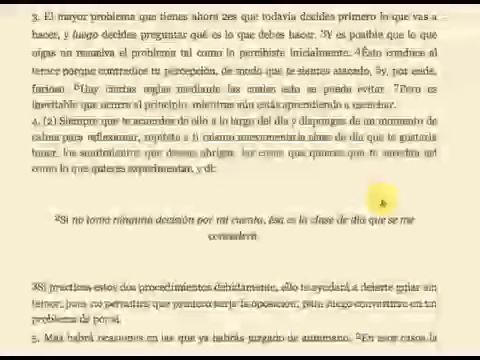 3. El mayor problema que tienes ahora 2es que todavía decides primero lo que vas a
hacer, y luego decides preguntar qué es lo que debes hacer. 3Y es posible que lo que
oigas no resuelva el problema tal como lo percibiste inicialmente. 4Esto conduce al
temor porque contradice tu percepción, de modo que te sientes atacado, 5y, por ende,
furioso. 6Hay ciertas reglas mediante las cuales esto se puede evitar. 7Pero es
inevitable que ocurra al principio, mientras aún estás aprendiendo a escuchar.
4. (2) Siempre que te acuerdes de ello a lo largo del día y dispongas de un momento de
calma para reflexionar, repítete a ti mismo nuevamente la clase de día que te gustaría
tener, los sentimientos que deseas abrigar, las cosas que quieres que te sucedan así
como lo que quieres experimentar, y di:
2Si no tomo ninguna decisión por mi cuenta, ésa es la clase de día que se me
concederá.
3Si practicas estos dos procedimientos debidamente, ello te ayudará a dejarte guiar sin
temor, pues no permitirá que primero surja la oposición, para luego convertirse en un
problema de por sí.
5. Mas habrá ocasiones en las que ya habrás juzgado de antemano. 2En esos casos la